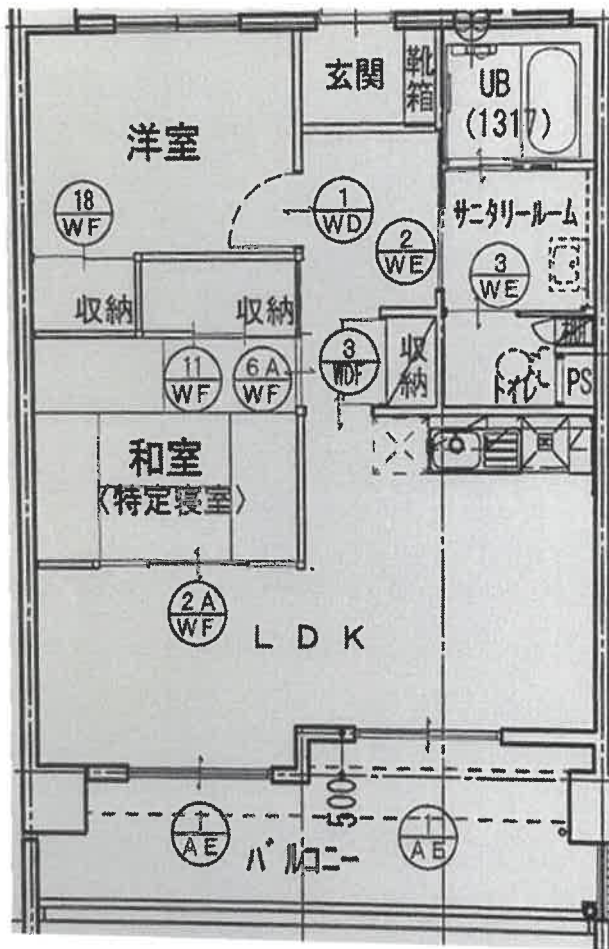 玄関
靴箱
UB
(1317)
洋室
1
WD
サニタリールーム
18
WF
2
WE
3
WE
収納
収納
3
WDF
収納
棚
11
WF
6A
WF
トイレ
PS
和室
〈特定寝室〉
2A
WF
LDK
500
1
AE
1
AE
バルコニー